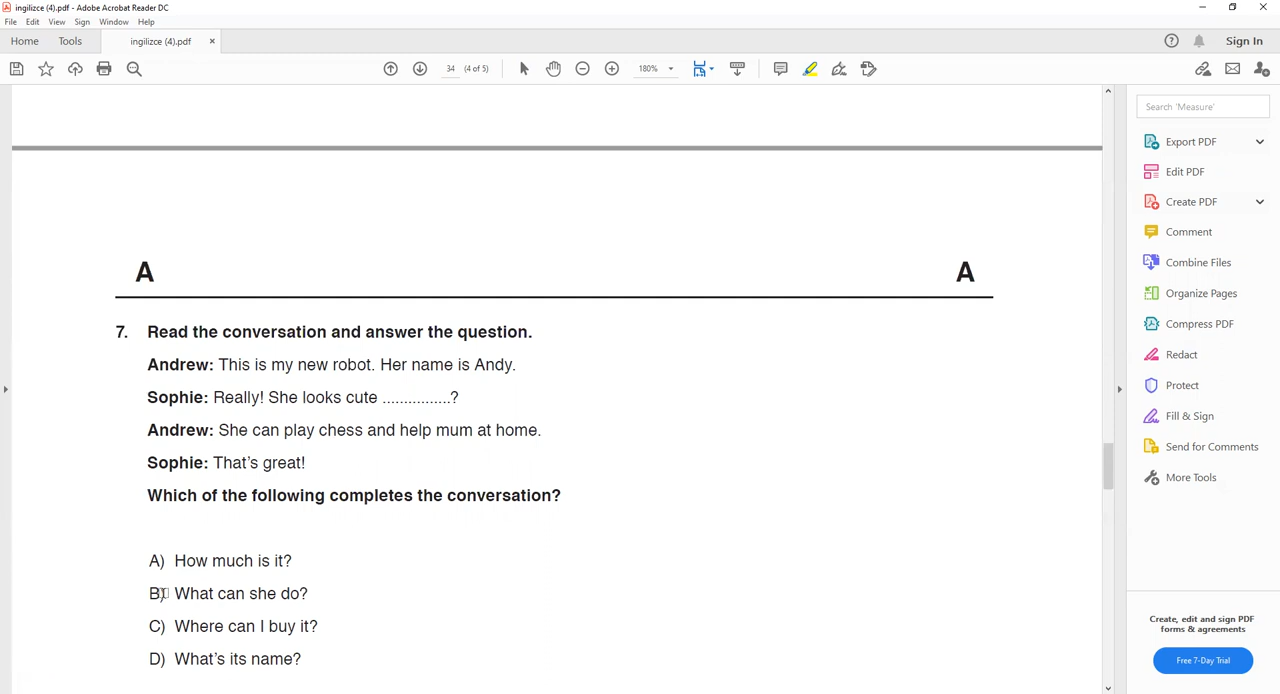 ingilizce (4).pdf - Adobe Acrobat Reader DC
File Edit View Sign Window Help
Home Tools ingilizce (4).pdf × Sign In
34 (4 of 5) 180%
Search 'Measure'
Export PDF
Edit PDF
Create PDF
Comment
Combine Files
Organize Pages
Compress PDF
Redact
Protect
Fill & Sign
Send for Comments
More Tools
Create, edit and sign PDF
forms & agreements
Free 7-Day Trial
A A
7. Read the conversation and answer the question.
Andrew: This is my new robot. Her name is Andy.
Sophie: Really! She looks cute ................?
Andrew: She can play chess and help mum at home.
Sophie: That's great!
Which of the following completes the conversation?
A) How much is it?
B) What can she do?
C) Where can I buy it?
D) What's its name?